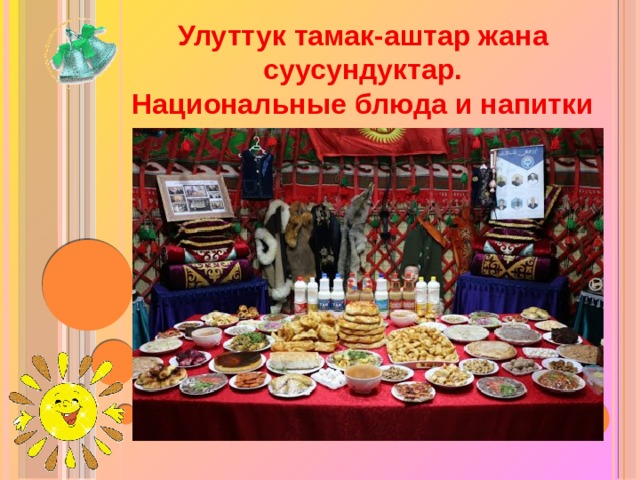 Улуттук тамак-аштар жана
суусундуктар.
Национальные блюда и напитки